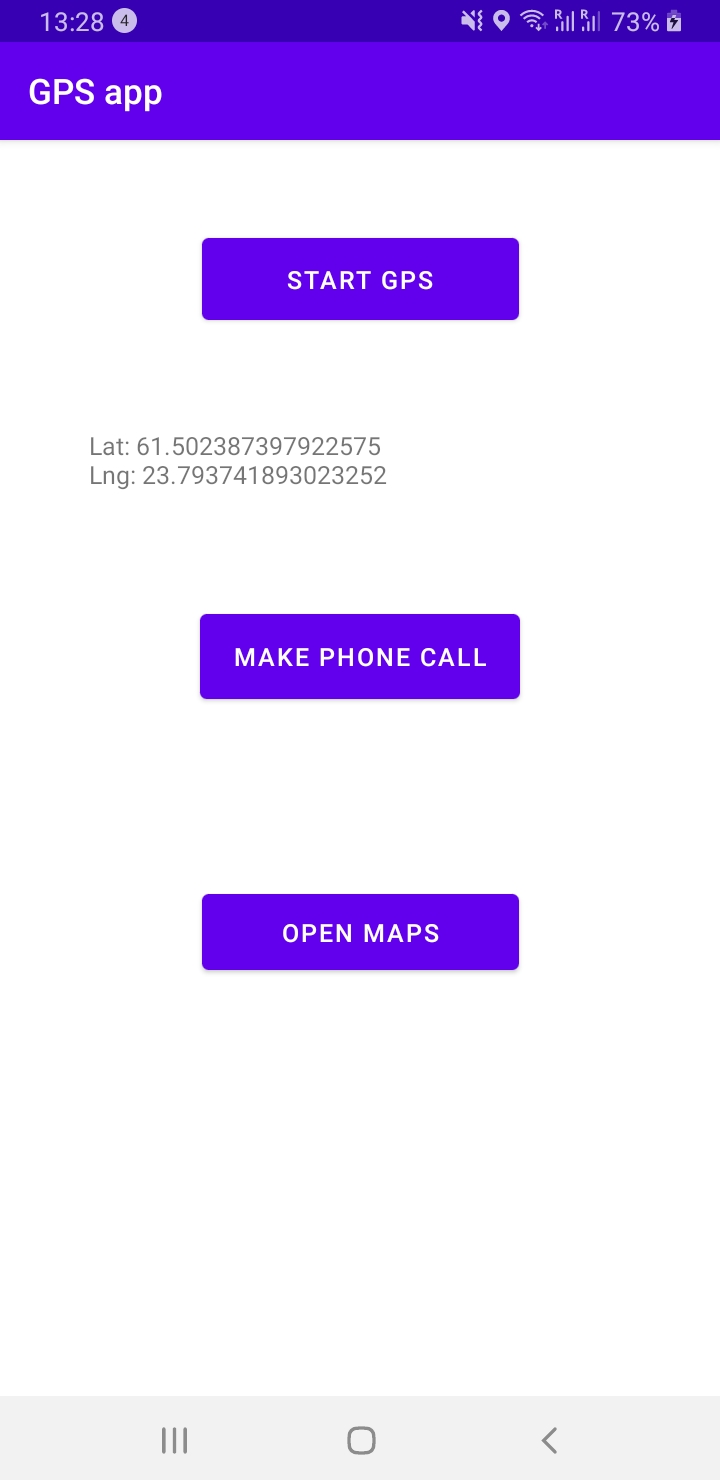 13:28 4 R R 73%
GPS app
START GPS
Lat: 61.502387397922575
Lng: 23.793741893023252
MAKE PHONE CALL
OPEN MAPS